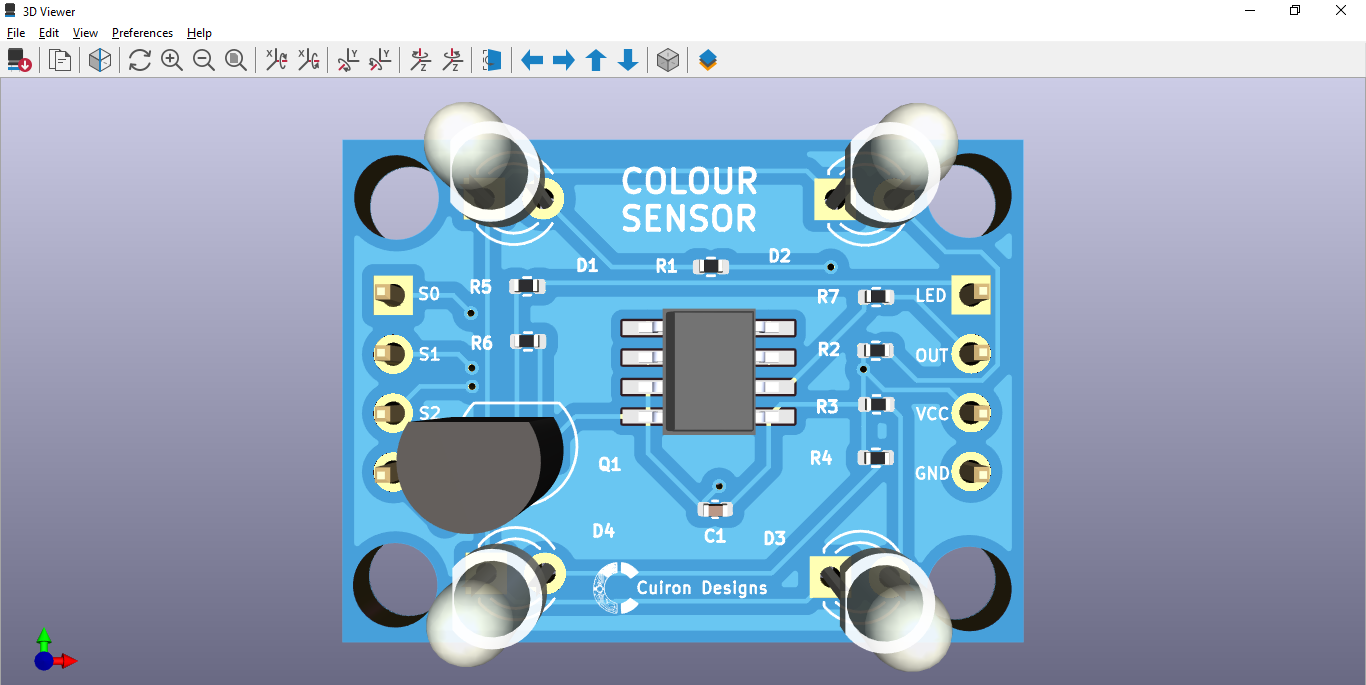 3D Viewer
File Edit View Preferences Help
X X Y Y Z Z
COLOUR
SENSOR
D1 R1 D2
S0 R5 R7 LED
S1 R6 R2 OUT
S2 R3 VCC
Q1 R4 GND
D4 C1 D3
Cuiron Designs